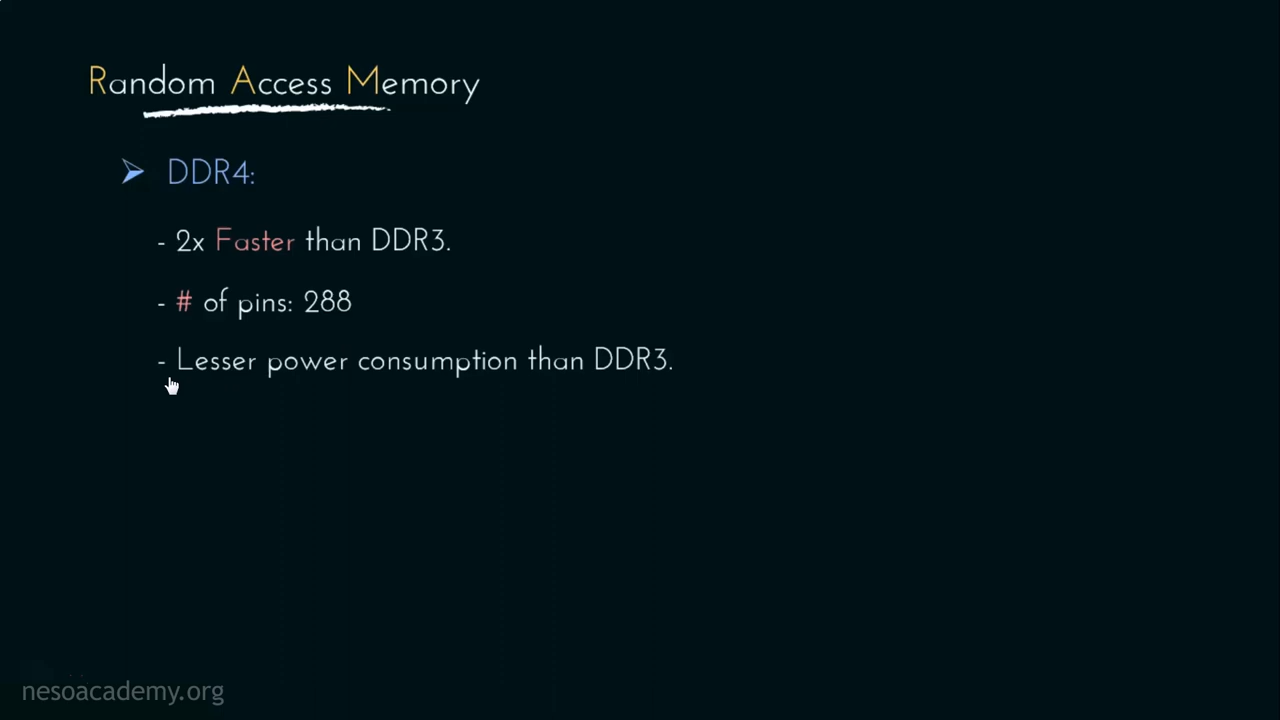 Random Access Memory
➢ DDR4:
- 2x Faster than DDR3.
- # of pins: 288
- Lesser power consumption than DDR3.
nesoacademy.org